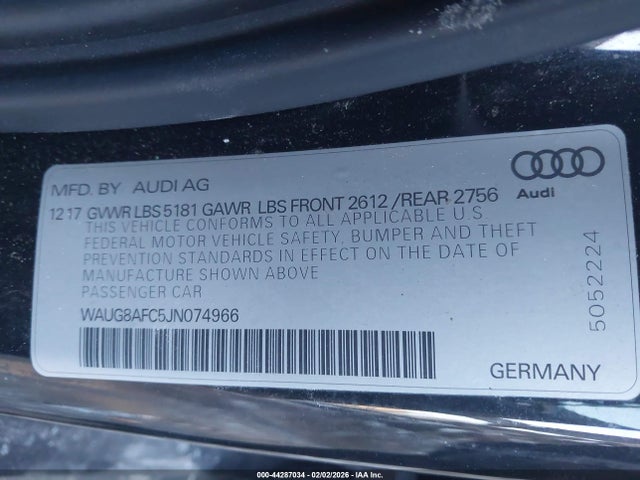 MFD. BY AUDI AG
Audi
12 17 GVWR LBS 5181 GAWR LBS FRONT 2612 /REAR 2756
THIS VEHICLE CONFORMS TO ALL APPLICABLE U.S.
FEDERAL MOTOR VEHICLE SAFETY, BUMPER AND THEFT
PREVENTION STANDARDS IN EFFECT ON THE DATE OF
MANUFACTURE SHOWN ABOVE
PASSENGER CAR
WAUG8AFC5JN074966
GERMANY
5052224
000-44287034 - 02/02/2026 - IAA Inc.